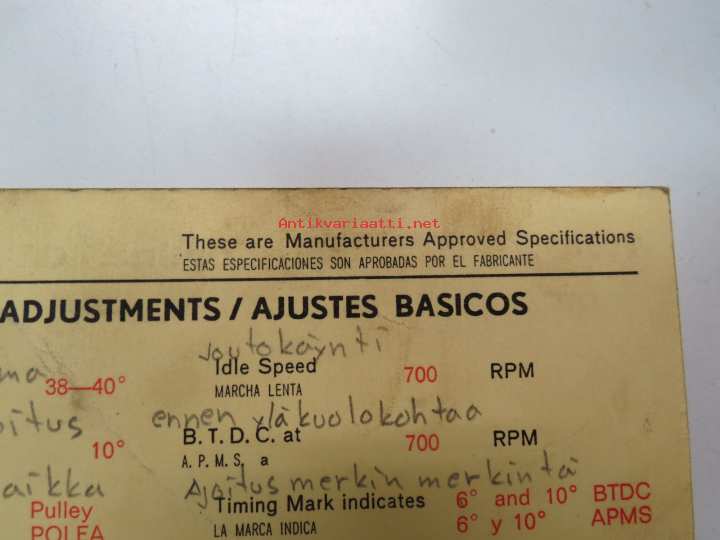 Antikvariaatti.net
These are Manufacturers Approved Specifications
ESTAS ESPECIFICACIONES SON APROBADAS POR EL FABRICANTE
ADJUSTMENTS / AJUSTES BASICOS
joutokäynti
38—40° Idle Speed 700 RPM
MARCHA LENTA
ennen yläkuolokohtaa
10° B.T.D.C. at 700 RPM
A.P.M.S. a
aikka Ajoitusmerkin merkintä
Pulley Timing Mark indicates 6° and 10° BTDC
POLEA LA MARCA INDICA 6° y 10° APMS